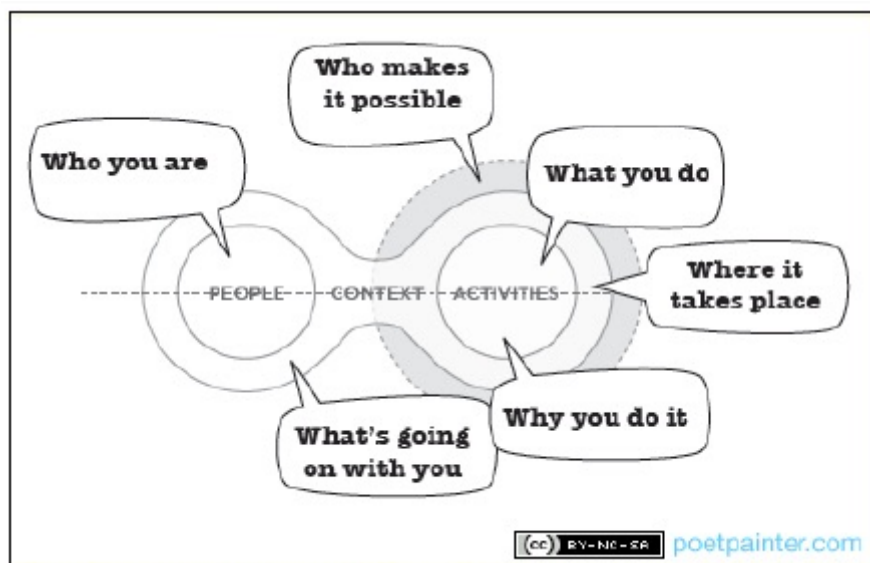 Who makes
it possible
Who you are
What you do
Where it
takes place
PEOPLE
CONTEXT
ACTIVITIES
Why you do it
What's going
on with you
(cc) BY-NC-SA
poetpainter.com